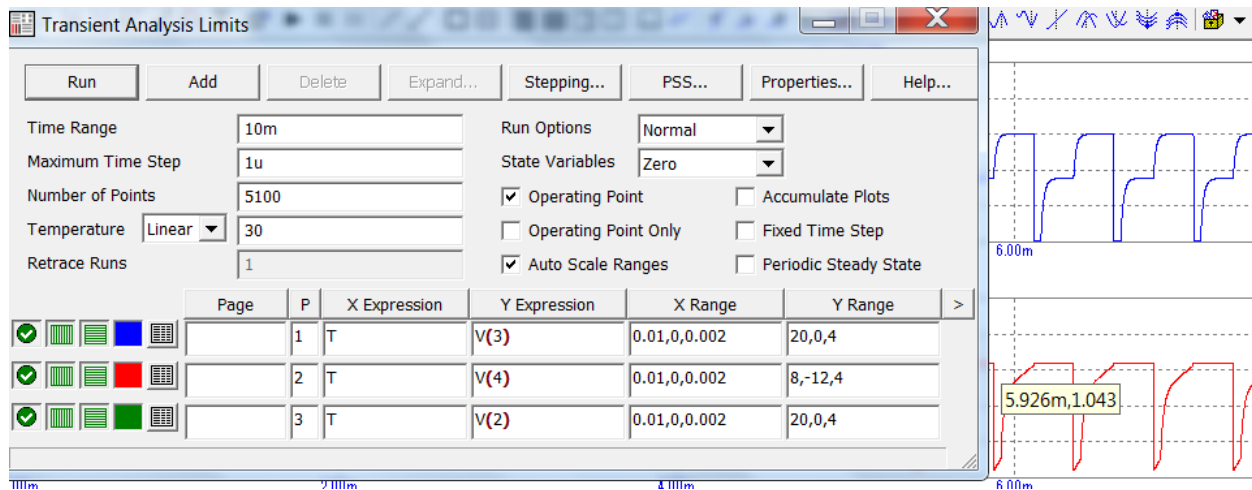 Transient Analysis Limits
Run Add Delete Expand... Stepping... PSS... Properties... Help...
Time Range 10m Run Options Normal
Maximum Time Step 1u State Variables Zero
Number of Points 5100 Operating Point Accumulate Plots
Temperature Linear 30 Operating Point Only Fixed Time Step
Retrace Runs 1 Auto Scale Ranges Periodic Steady State
6.00m
Page P X Expression Y Expression X Range Y Range >
1 T V(3) 0.01,0,0.002 20,0,4
2 T V(4) 0.01,0,0.002 8,-12,4
5.926m,1.043
3 T V(2) 0.01,0,0.002 20,0,4
2.00m 4.00m 6.00m